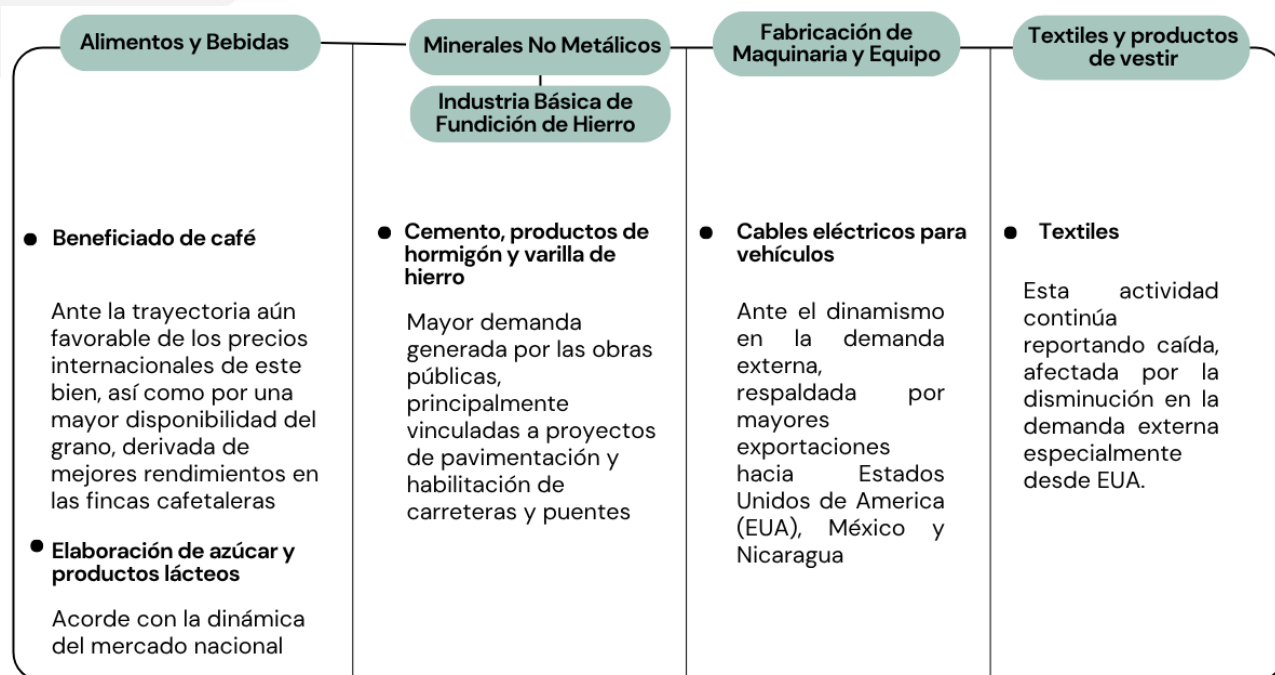 Alimentos y Bebidas
Minerales No Metálicos
Industria Básica de
Fundición de Hierro
Fabricación de
Maquinaria y Equipo
Textiles y productos
de vestir
Beneficiado de café
Ante la trayectoria aún
favorable de los precios
internacionales de este
bien, así como por una
mayor disponibilidad del
grano, derivada de
mejores rendimientos en
las fincas cafetaleras
Elaboración de azúcar y
productos lácteos
Acorde con la dinámica
del mercado nacional
Cemento, productos de
hormigón y varilla de
hierro
Mayor demanda
generada por las obras
públicas,
principalmente
vinculadas a proyectos
de pavimentación y
habilitación de
carreteras y puentes
Cables eléctricos para
vehículos
Ante el dinamismo
en la demanda
externa,
respaldada por
mayores
exportaciones
hacia Estados
Unidos de America
(EUA), México y
Nicaragua
Textiles
Esta actividad
continúa
reportando caída,
afectada por la
disminución en la
demanda externa
especialmente
desde EUA.